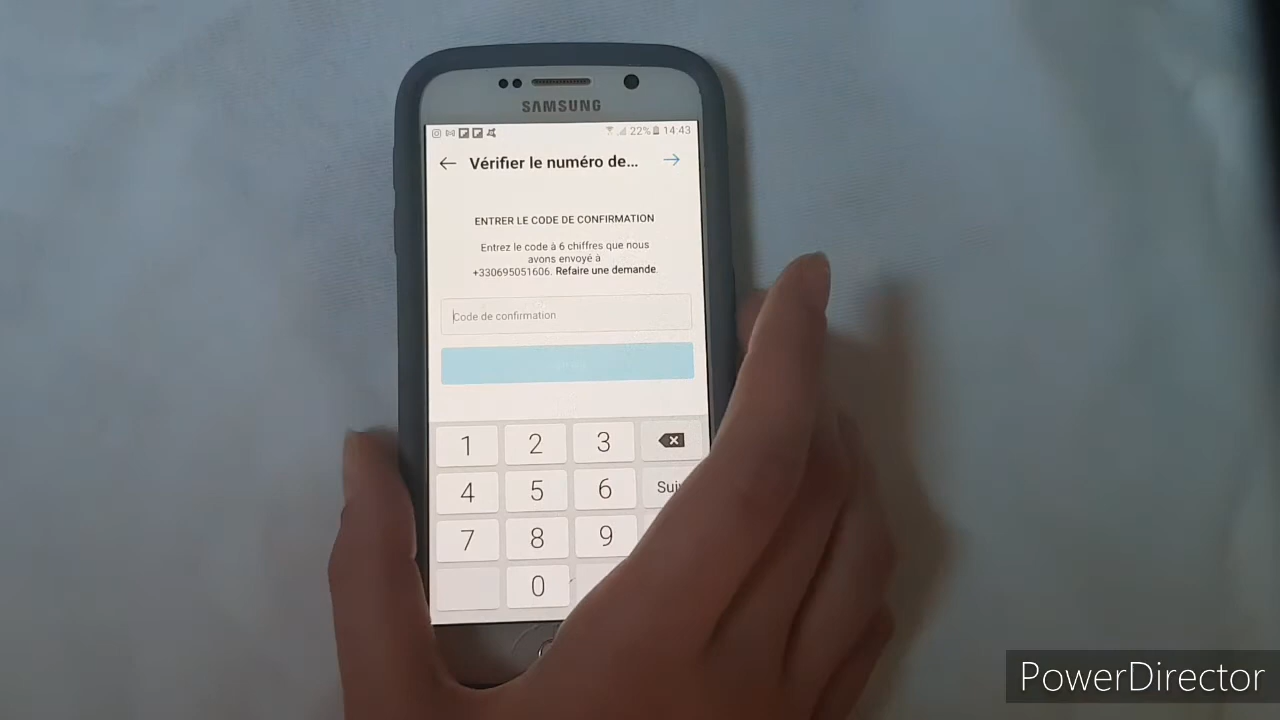 SAMSUNG
22% 14:43
Vérifier le numéro de...
ENTRER LE CODE DE CONFIRMATION
Entrez le code à 6 chiffres que nous
avons envoyé à
+330695051606. Refaire une demande.
Code de confirmation
1 2 3
4 5 6 Sui
7 8 9
0
PowerDirector